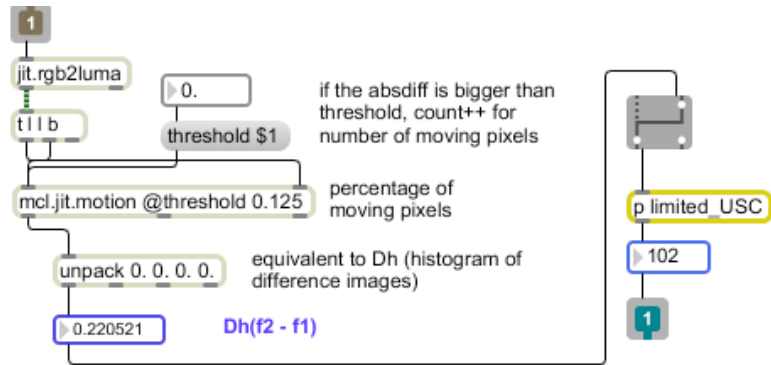 1
jit.rgb2luma
0.
if the absdiff is bigger than
threshold, count++ for
number of moving pixels
t l l b
threshold $1
mcl.jit.motion @threshold 0.125
percentage of
moving pixels
p limited_USC
unpack 0. 0. 0. 0.
equivalent to Dh (histogram of
difference images)
102
0.220521
Dh(f2 - f1)
1